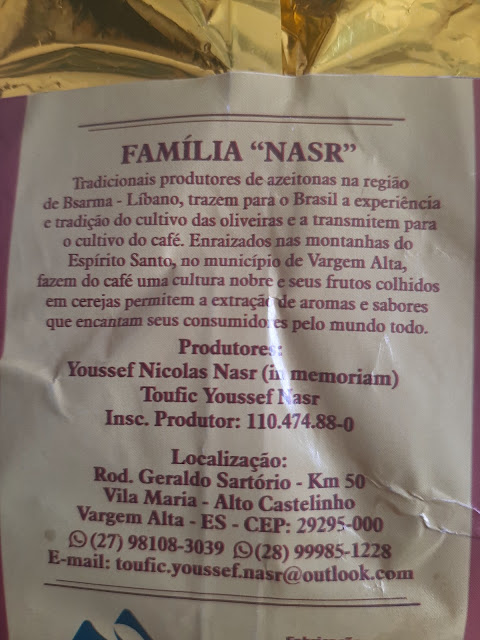 FAMÍLIA “NASR”
Tradicionais produtores de azeitonas na região
de Bsarma - Líbano, trazem para o Brasil a experiência
e tradição do cultivo das oliveiras e a transmitem para
o cultivo do café. Enraizados nas montanhas do
Espírito Santo, no município de Vargem Alta,
fazem do café uma cultura nobre e seus frutos colhidos
em cerejas permitem a extração de aromas e sabores
que encantam seus consumidores pelo mundo todo.
Produtores:
Youssef Nicolas Nasr (in memoriam)
Toufic Youssef Nasr
Insc. Produtor: 110.474.88-0
Localização:
Rod. Geraldo Sartório - Km 50
Vila Maria - Alto Castelinho
Vargem Alta - ES - CEP: 29295-000
(27) 98108-3039 (28) 99985-1228
E-mail: toufic.youssef.nasr@outlook.com